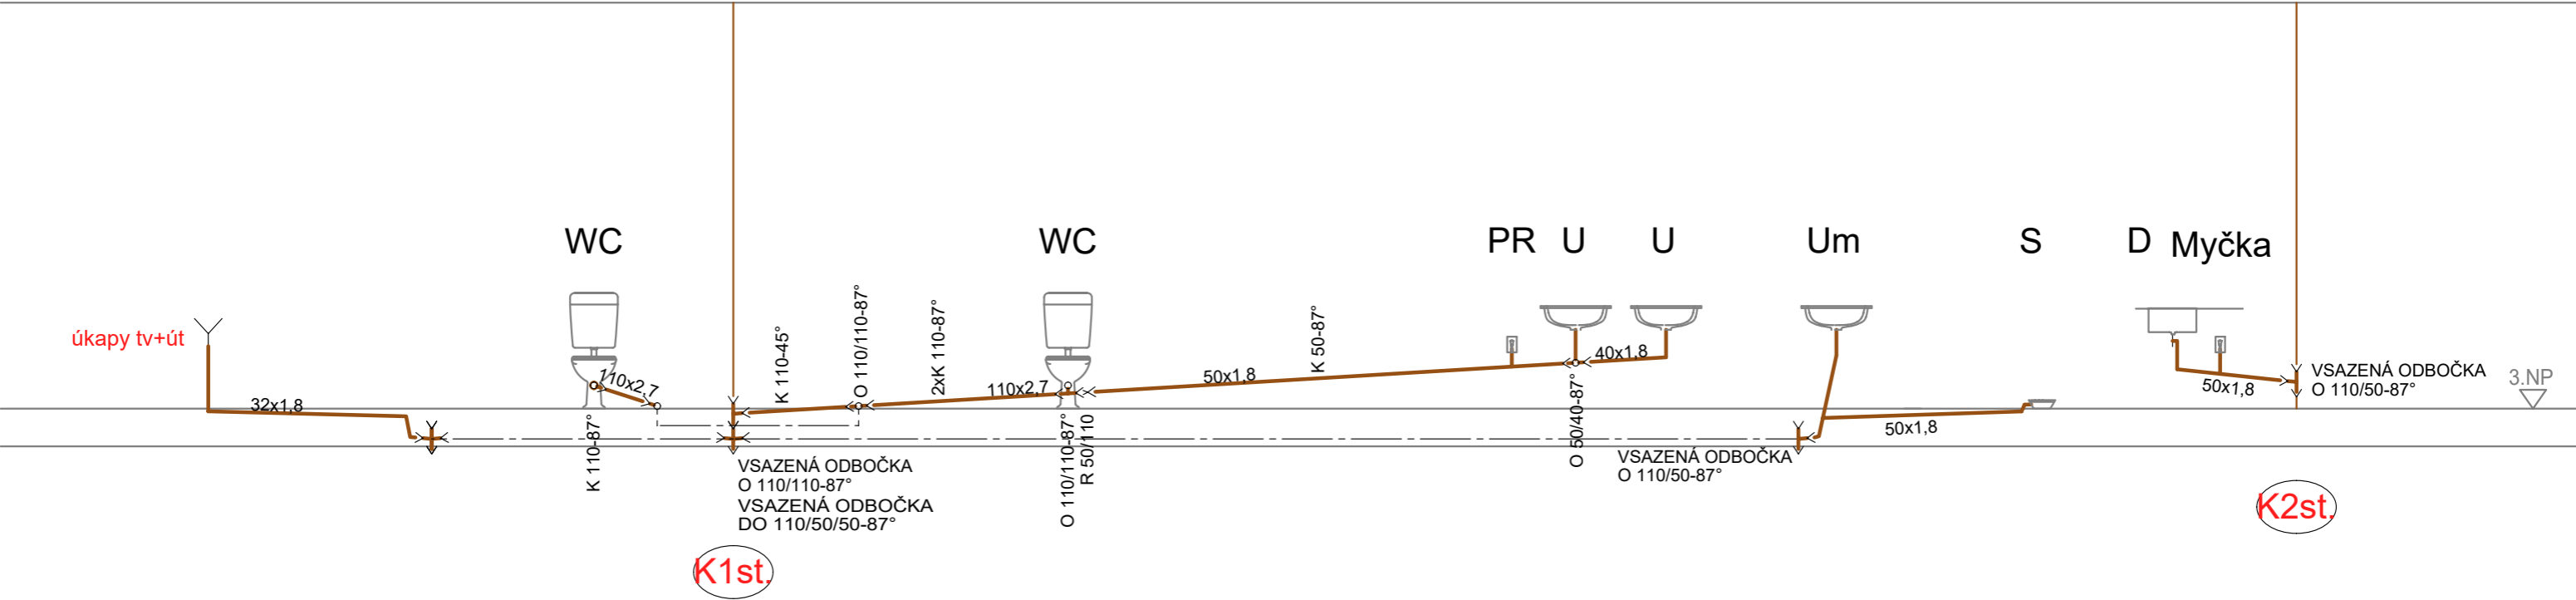 WC
WC
PR
U
U
Um
S
D
Myčka
úkapy tv+út
32x1,8
110x2,7
K 110-87°
K 110-45°
O 110/110-87°
2xK 110-87°
110x2,7
O 110/110-87°
R 50/110
50x1,8
K 50-87°
40x1,8
O 50/40-87°
50x1,8
50x1,8
VSAZENÁ ODBOČKA
O 110/50-87°
3.NP
VSAZENÁ ODBOČKA
O 110/110-87°
VSAZENÁ ODBOČKA
DO 110/50/50-87°
VSAZENÁ ODBOČKA
O 110/50-87°
K1st.
K2st.